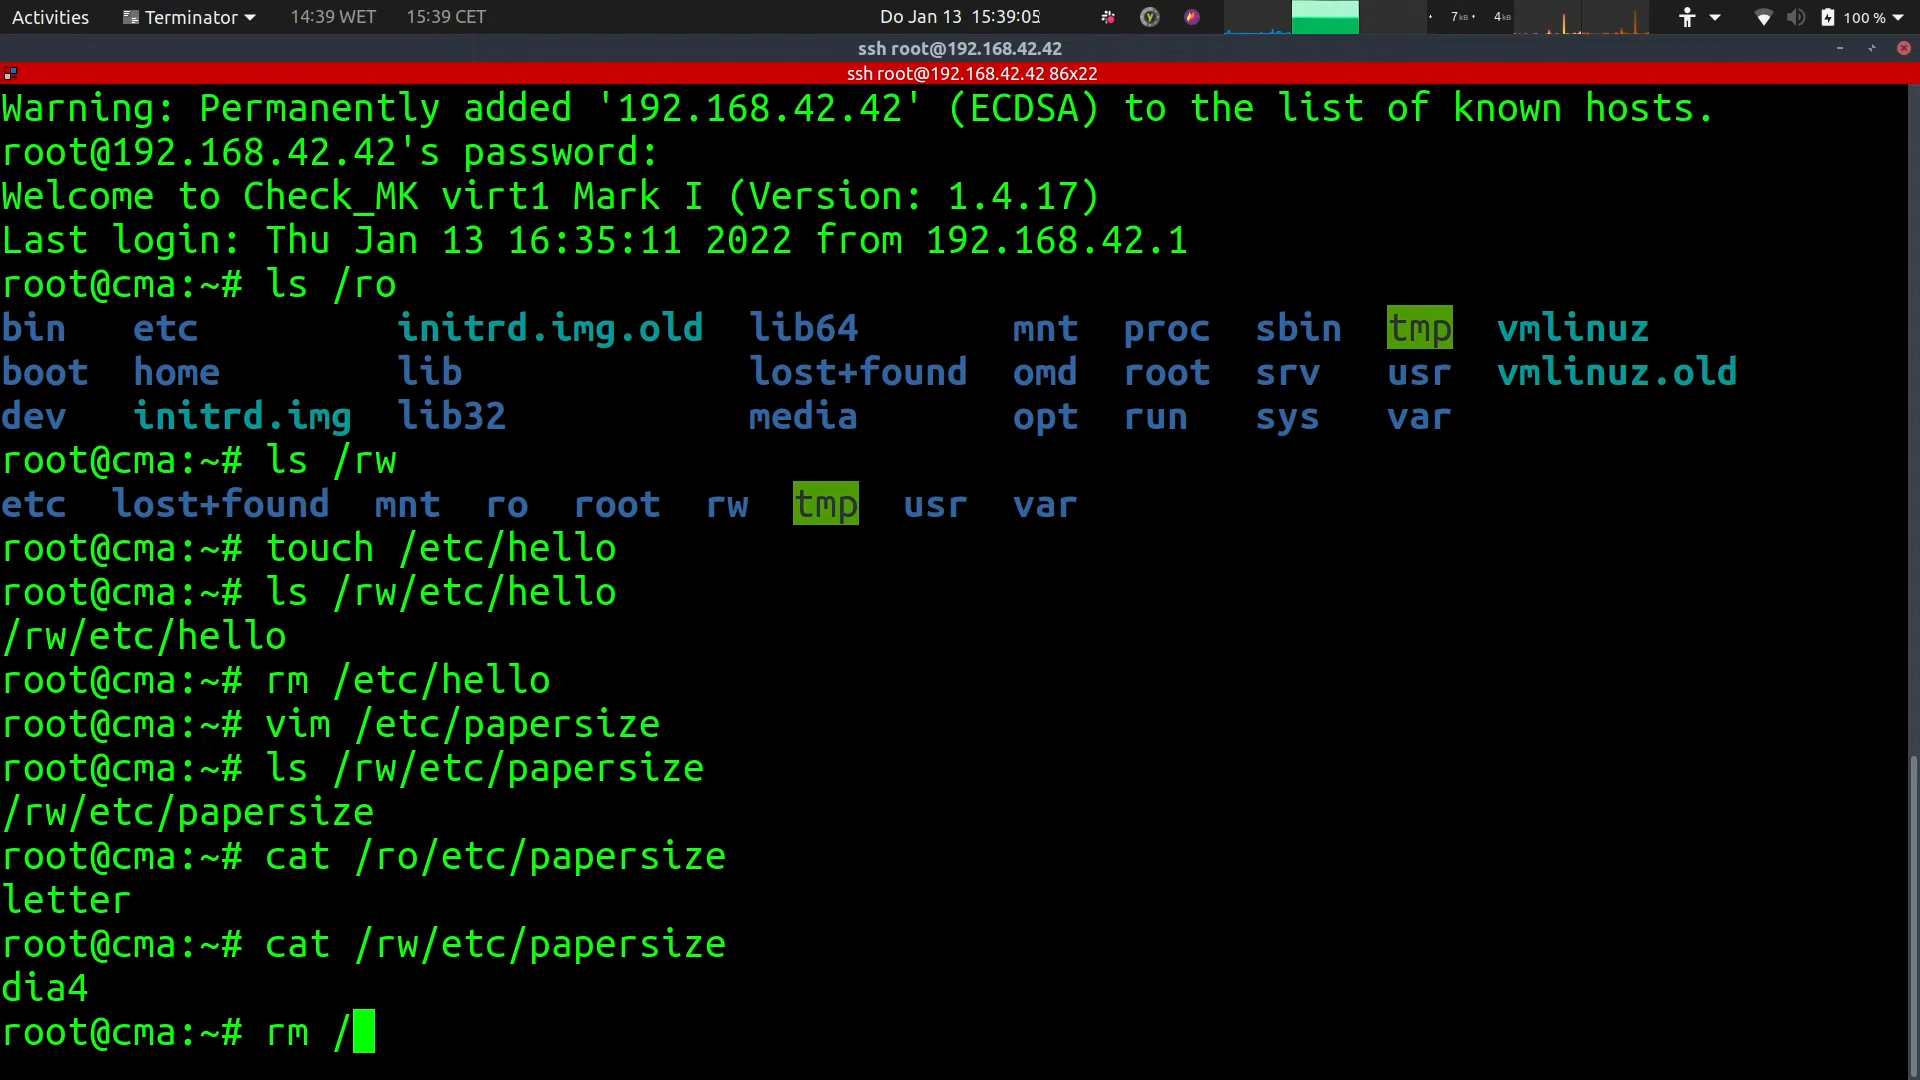 Activities Terminator 14:39 WET 15:39 CET Do Jan 13 15:39:05 7kB 4kB 100 %
ssh root@192.168.42.42
ssh root@192.168.42.42 86x22
Warning: Permanently added '192.168.42.42' (ECDSA) to the list of known hosts.
root@192.168.42.42's password:
Welcome to Check_MK virt1 Mark I (Version: 1.4.17)
Last login: Thu Jan 13 16:35:11 2022 from 192.168.42.1
root@cma:~# ls /ro
bin etc initrd.img.old lib64 mnt proc sbin tmp vmlinuz
boot home lib lost+found omd root srv usr vmlinuz.old
dev initrd.img lib32 media opt run sys var
root@cma:~# ls /rw
etc lost+found mnt ro root rw tmp usr var
root@cma:~# touch /etc/hello
root@cma:~# ls /rw/etc/hello
/rw/etc/hello
root@cma:~# rm /etc/hello
root@cma:~# vim /etc/papersize
root@cma:~# ls /rw/etc/papersize
/rw/etc/papersize
root@cma:~# cat /ro/etc/papersize
letter
root@cma:~# cat /rw/etc/papersize
dia4
root@cma:~# rm /